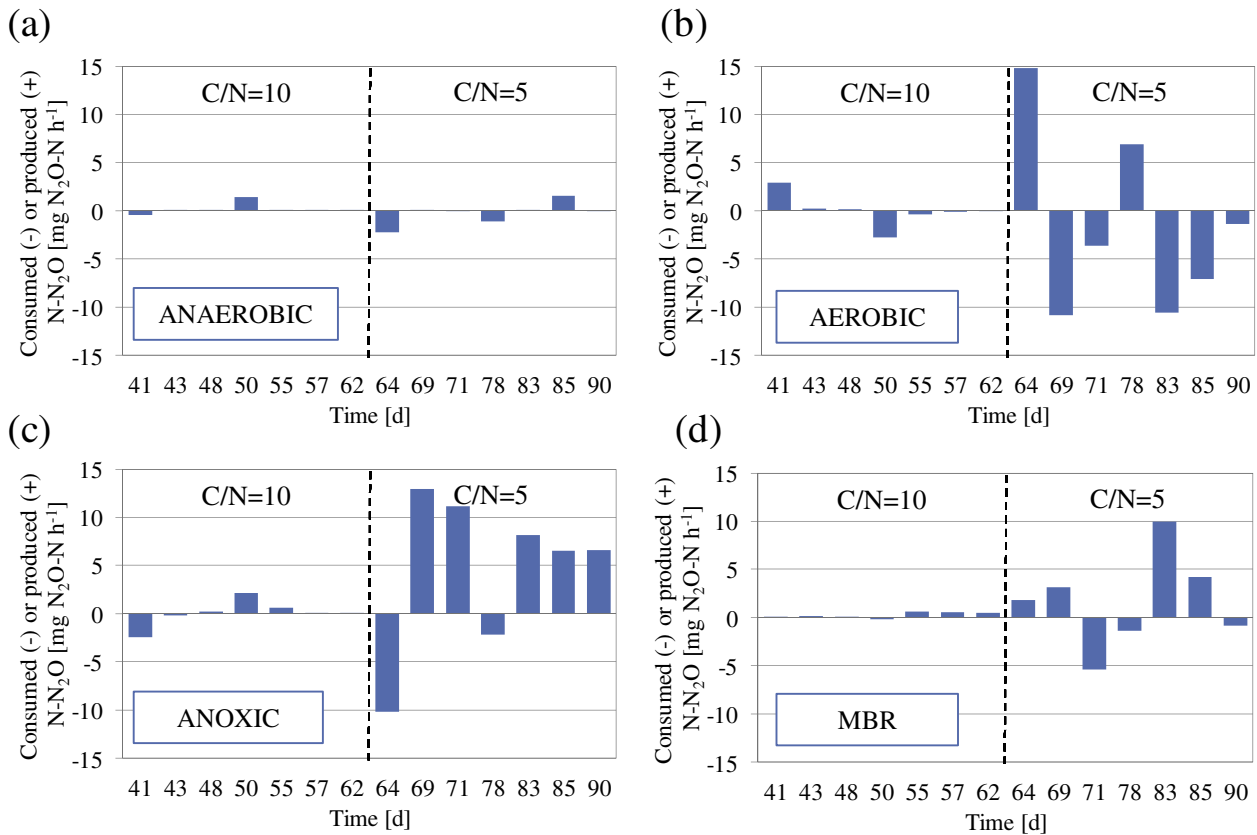 (a)
Consumed (-) or produced (+)
N-N₂O [mg N₂O-N h⁻¹]
15
10
5
0
-5
-10
-15
C/N=10
C/N=5
ANAEROBIC
41 43 48 50 55 57 62 64 69 71 78 83 85 90
Time [d]
(b)
Consumed (-) or produced (+)
N-N₂O [mg N₂O-N h⁻¹]
15
10
5
0
-5
-10
-15
C/N=10
C/N=5
AEROBIC
41 43 48 50 55 57 62 64 69 71 78 83 85 90
Time [d]
(c)
Consumed (-) or produced (+)
N-N₂O [mg N₂O-N h⁻¹]
15
10
5
0
-5
-10
-15
C/N=10
C/N=5
ANOXIC
41 43 48 50 55 57 62 64 69 71 78 83 85 90
Time [d]
(d)
Consumed (-) or produced (+)
N-N₂O [mg N₂O-N h⁻¹]
15
10
5
0
-5
-10
-15
C/N=10
C/N=5
MBR
41 43 48 50 55 57 62 64 69 71 78 83 85 90
Time [d]